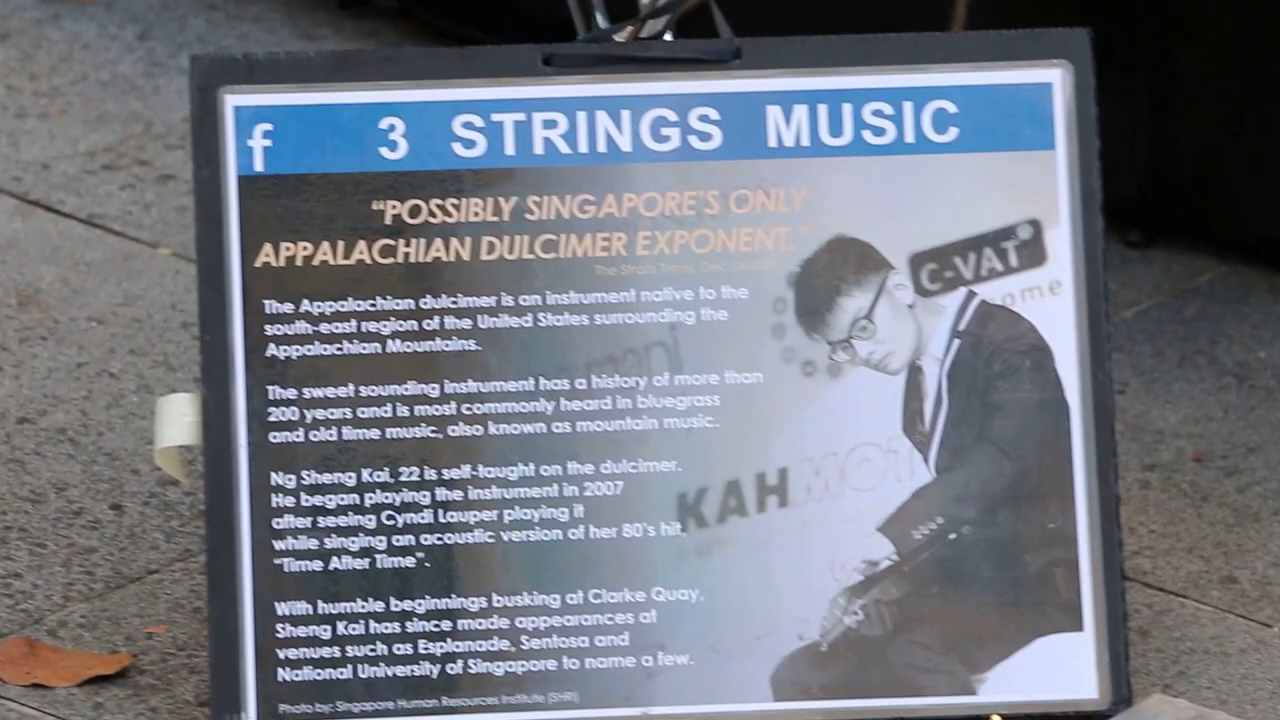 f 3 STRINGS MUSIC
"POSSIBLY SINGAPORE'S ONLY
APPALACHIAN DULCIMER EXPONENT."
The Straits Times,
The Appalachian dulcimer is an instrument native to the
south-east region of the United States surrounding the
Appalachian Mountains.
The sweet sounding instrument has a history of more than
200 years and is most commonly heard in bluegrass
and old time music, also known as mountain music.
Ng Sheng Kai, 22 is self-taught on the dulcimer.
He began playing the instrument in 2007
after seeing Cyndi Lauper playing it
while singing an acoustic version of her 80's hit,
"Time After Time".
With humble beginnings busking at Clarke Quay,
Sheng Kai has since made appearances at
venues such as Esplanade, Sentosa and
National University of Singapore to name a few.
Photo by: Singapore Human Resources Institute (SHRI)
C-VAT
ome
KAH MOT